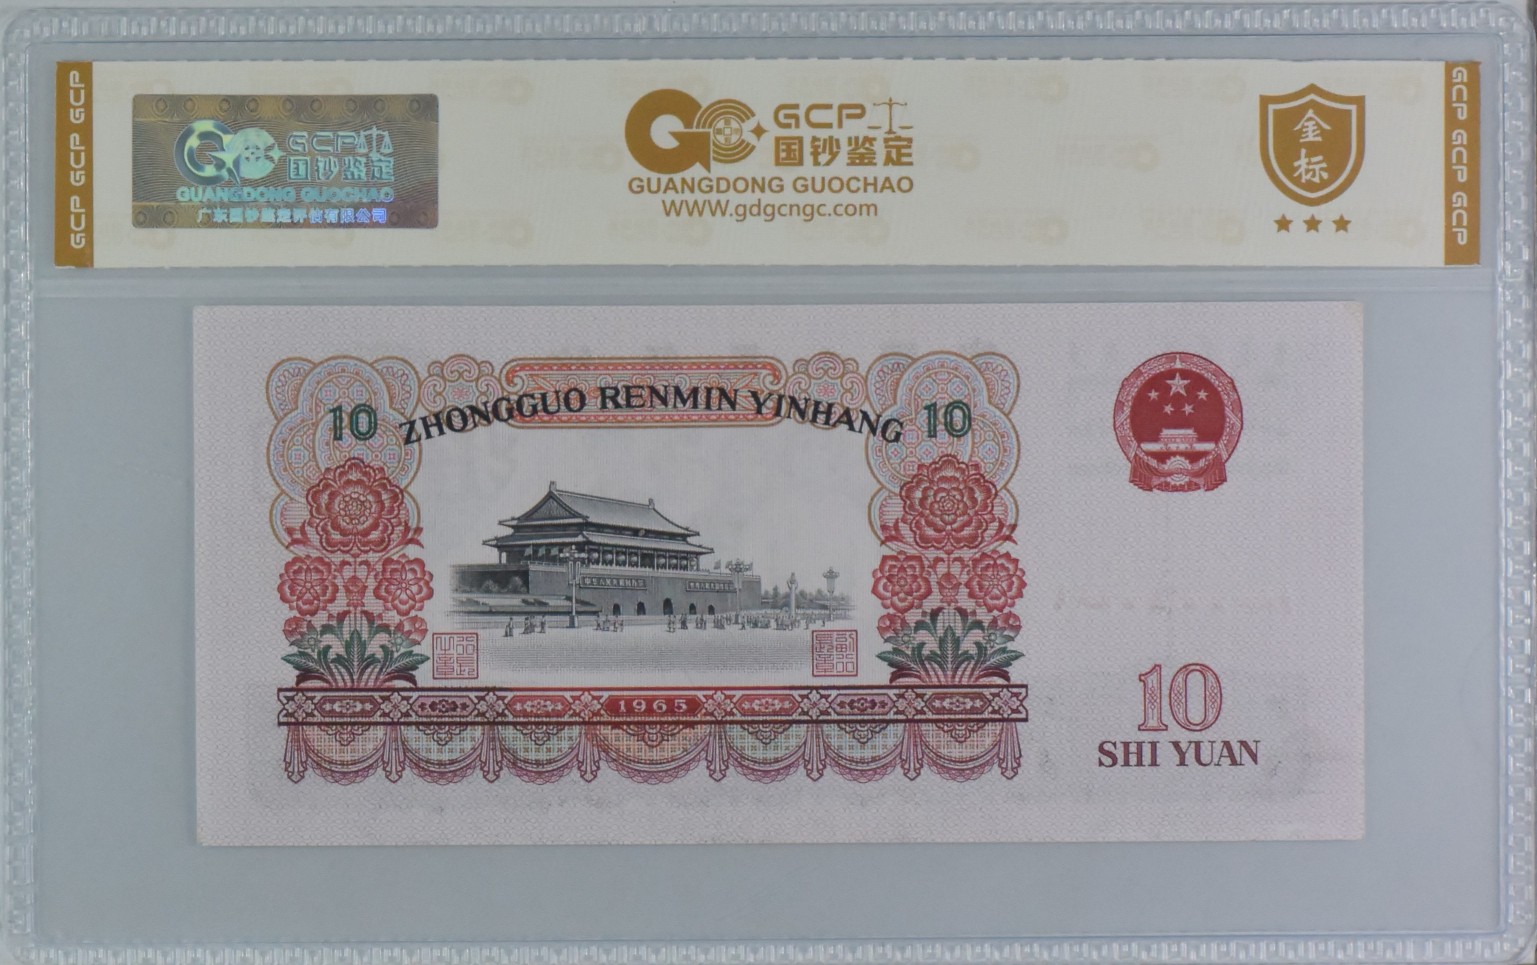 GCP GCP GCP
GCP 国钞鉴定
GUANGDONG GUOCHAO
广东国钞鉴定评估有限公司
GCP
国钞鉴定
GUANGDONG GUOCHAO
WWW.gdgcngc.com
金标
GCP GCP GCP
10 ZHONGGUO RENMIN YINHANG 10
1965
10
SHI YUAN